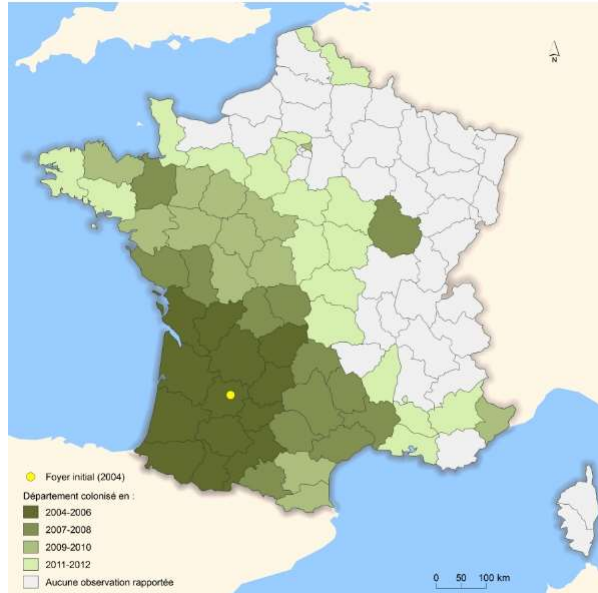 N
Foyer initial (2004)
Département colonisé en :
2004-2006
2007-2008
2009-2010
2011-2012
Aucune observation rapportée
0 50 100 km